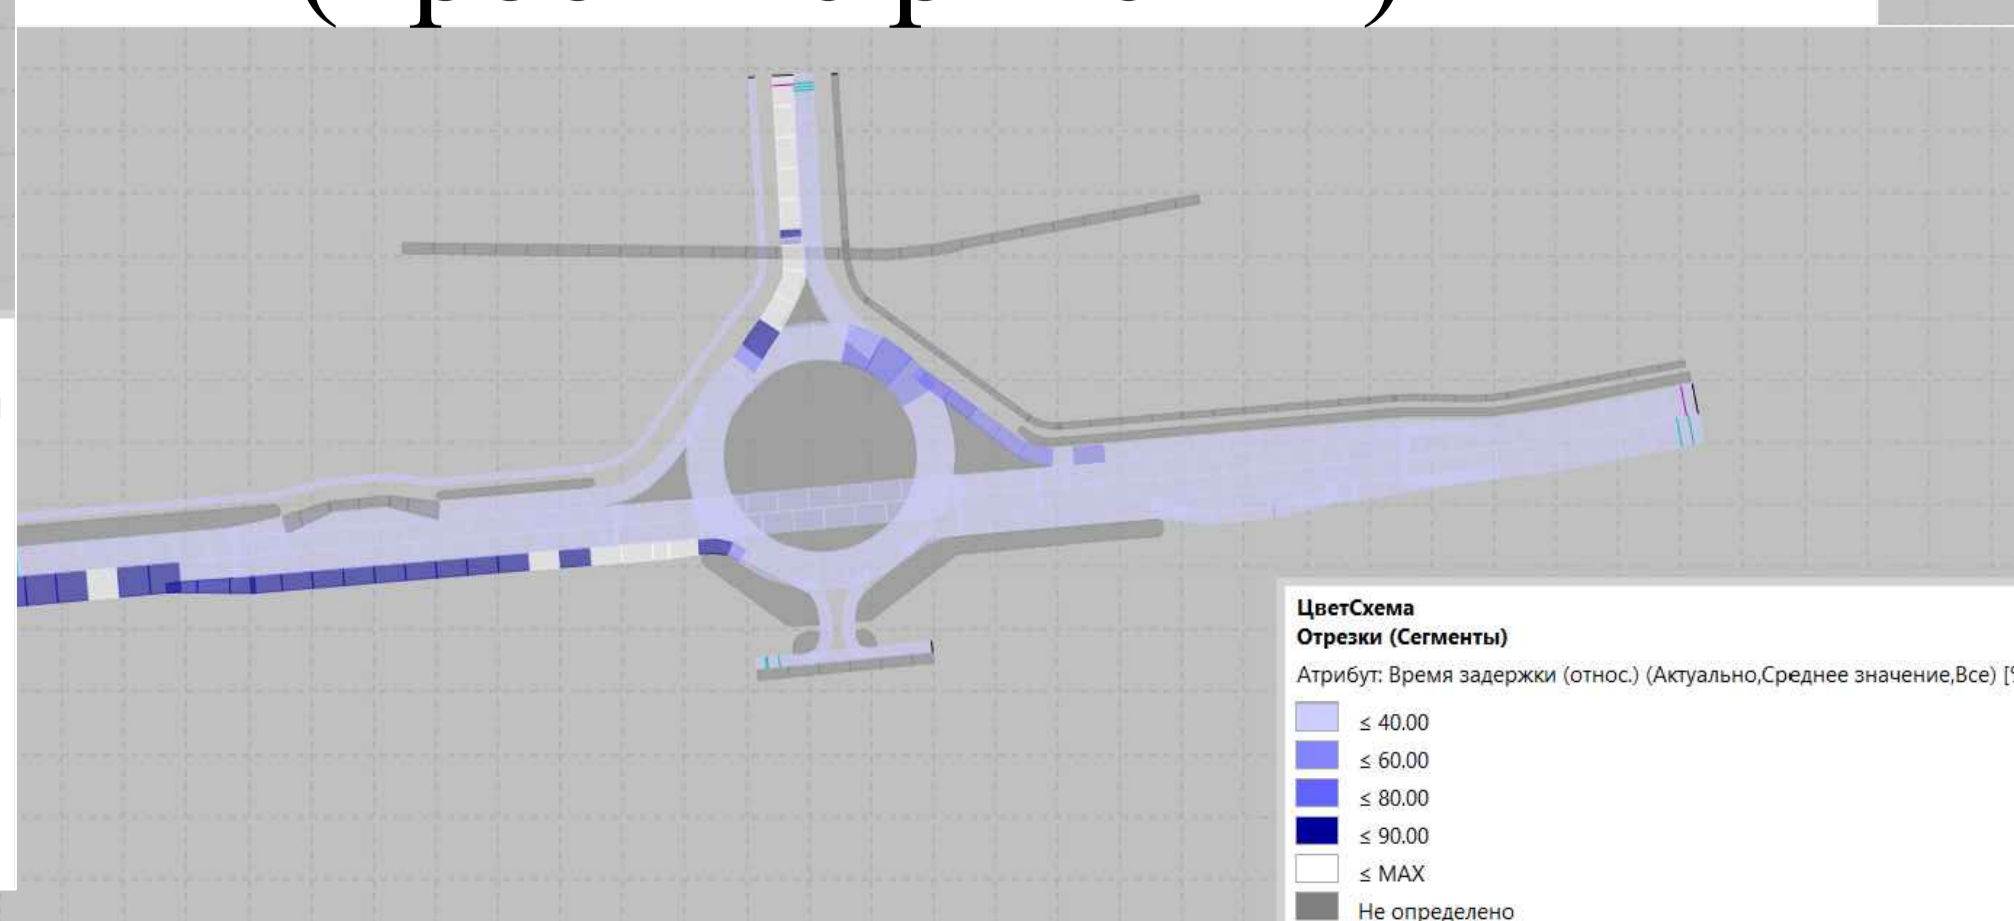 ЦветСхема
Отрезки (Сегменты)
Атрибут: Время задержки (относ.) (Актуально,Среднее значение,Все) [
≤ 40.00
≤ 60.00
≤ 80.00
≤ 90.00
≤ MAX
Не определено